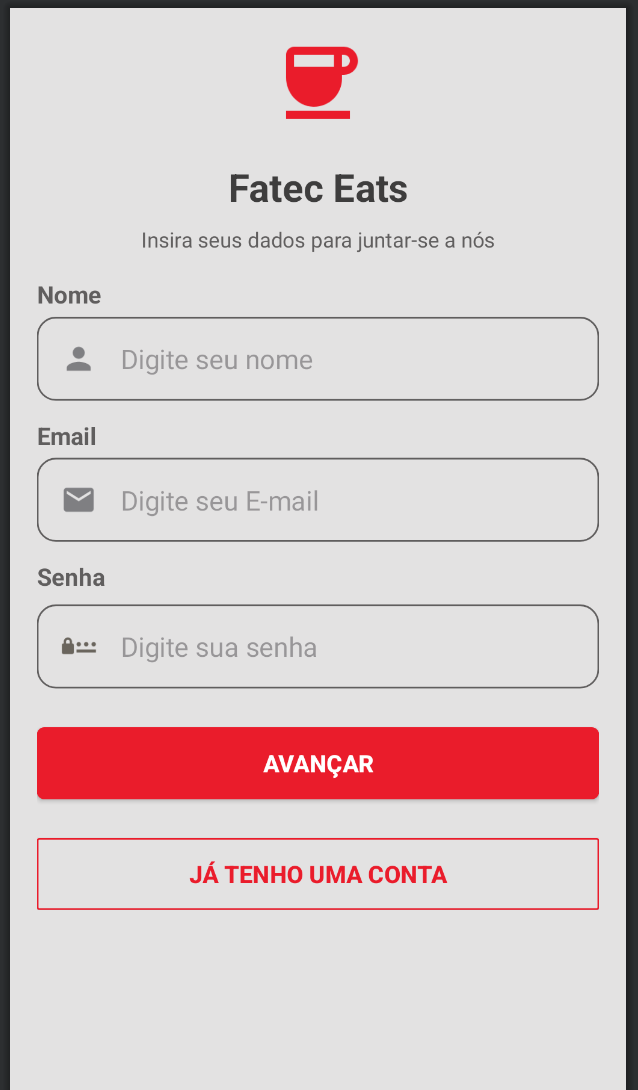 Fatec Eats
Insira seus dados para juntar-se a nós
Nome
Digite seu nome
Email
Digite seu E-mail
Senha
Digite sua senha
AVANÇAR
JÁ TENHO UMA CONTA